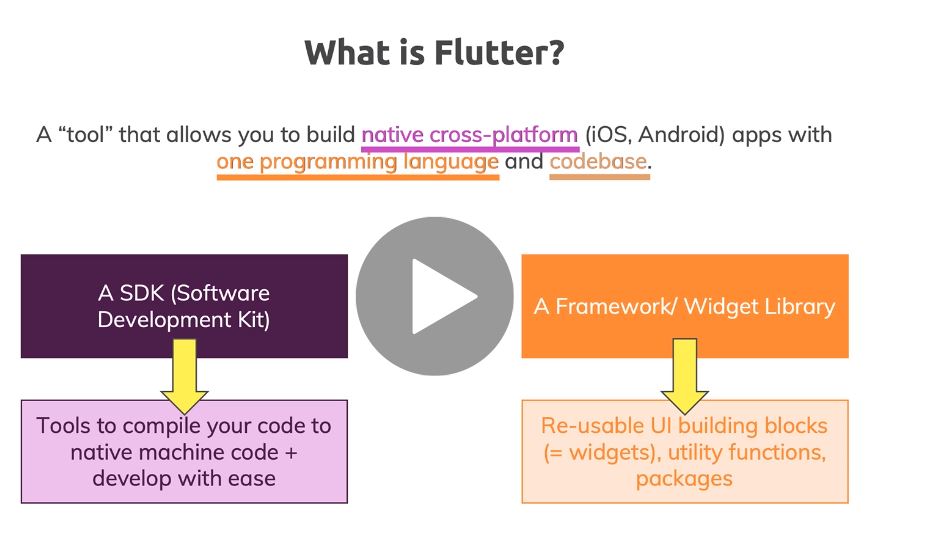 What is Flutter?
A “tool” that allows you to build native cross-platform (iOS, Android) apps with
one programming language and codebase.
A SDK (Software
Development Kit)
A Framework/ Widget Library
Tools to compile your code to
native machine code +
develop with ease
Re-usable UI building blocks
(= widgets), utility functions,
packages